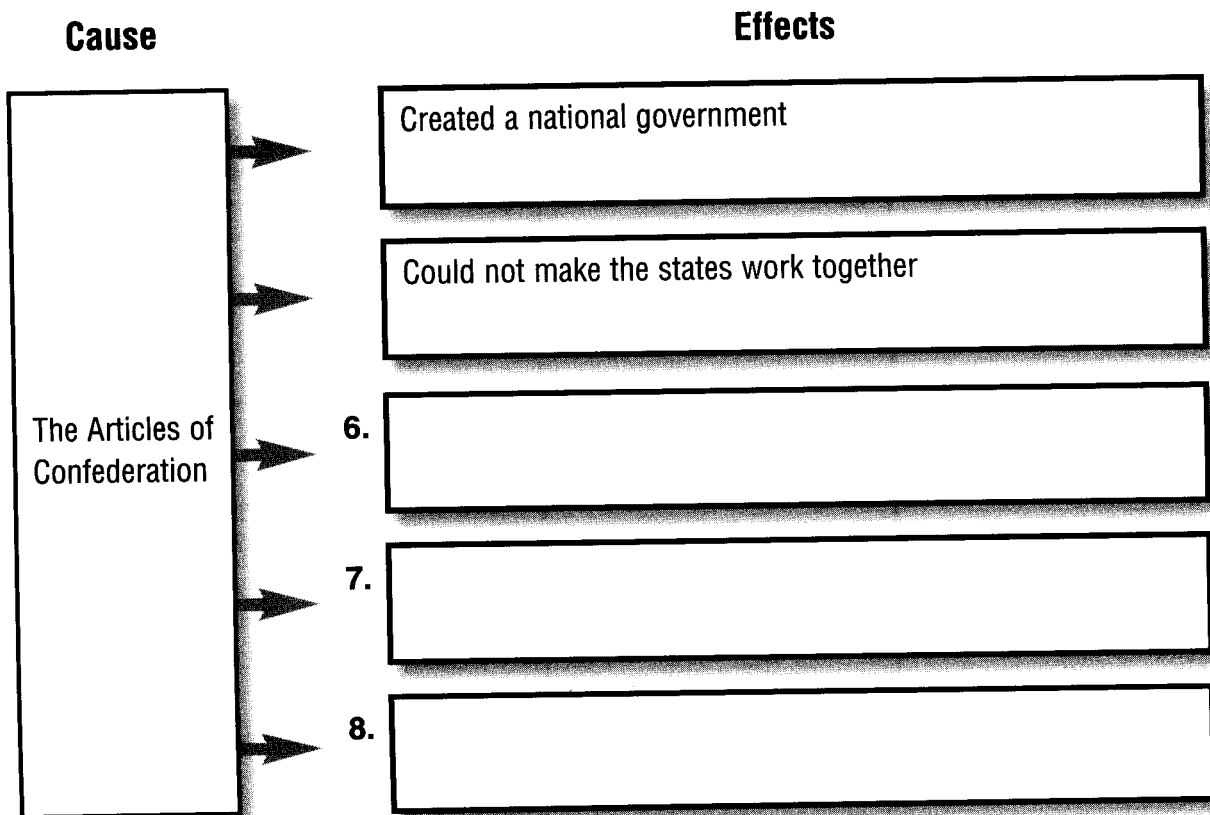 Cause
Effects
Created a national government
Could not make the states work together
The Articles of
Confederation
6.
7.
8.